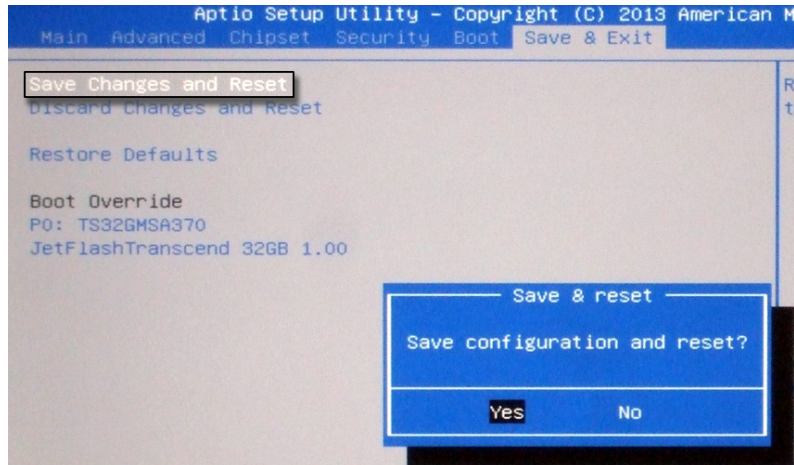 Aptio Setup Utility – Copyright (C) 2013 American M
Main Advanced Chipset Security Boot Save & Exit
Save Changes and Reset
Discard Changes and Reset
Restore Defaults
Boot Override
P0: TS32GMSA370
JetFlashTranscend 32GB 1.00
R
t
Save & reset
Save configuration and reset?
Yes No